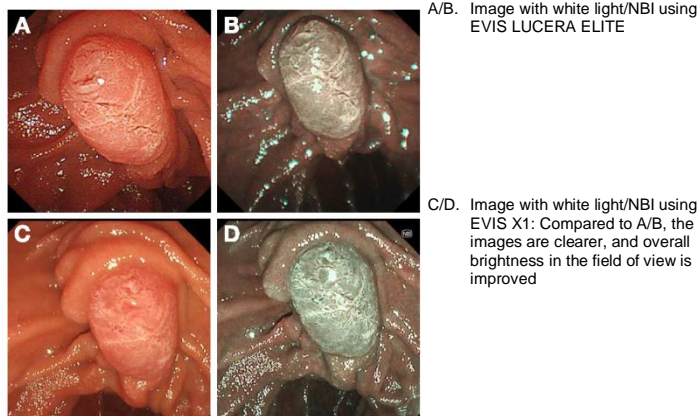 A
B
A/B. Image with white light/NBI using
EVIS LUCERA ELITE
C
D
NBI
C/D. Image with white light/NBI using
EVIS X1: Compared to A/B, the
images are clearer, and overall
brightness in the field of view is
improved